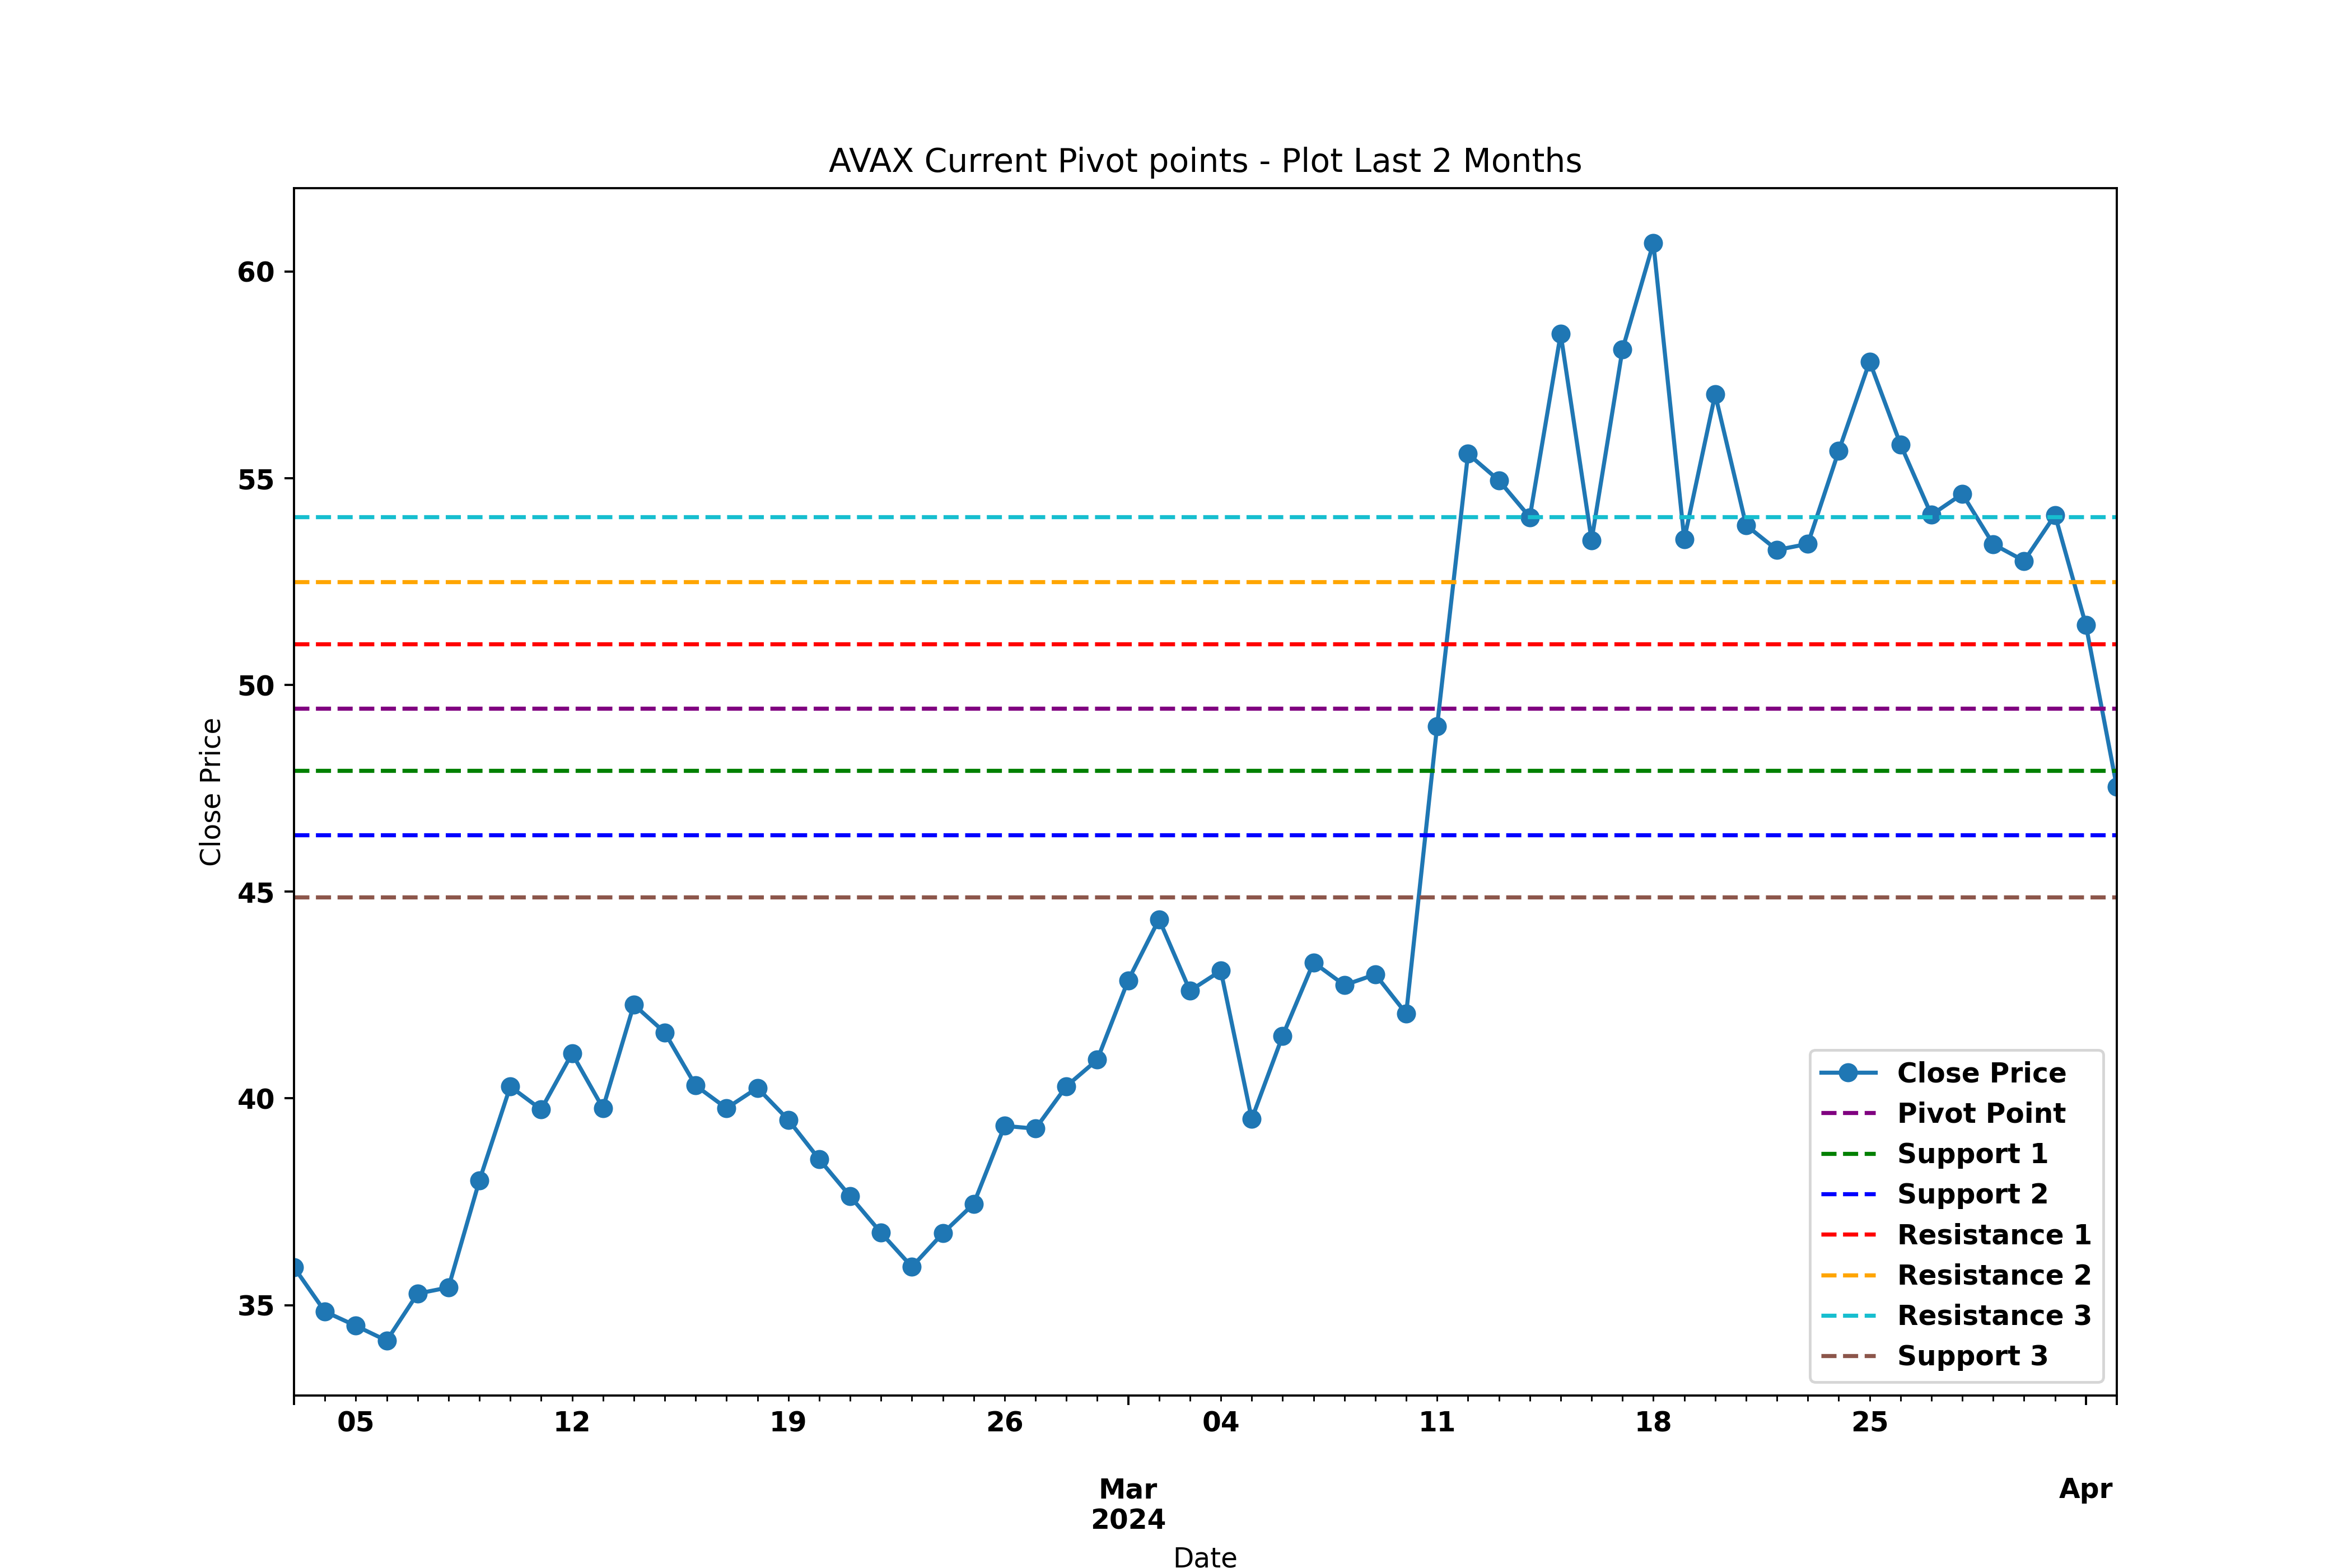 AVAX Current Pivot points - Plot Last 2 Months
Close Price
60
55
50
45
40
35
Close Price
Pivot Point
Support 1
Support 2
Resistance 1
Resistance 2
Resistance 3
Support 3
05 12 19 26 04 11 18 25
Mar Apr
2024
Date